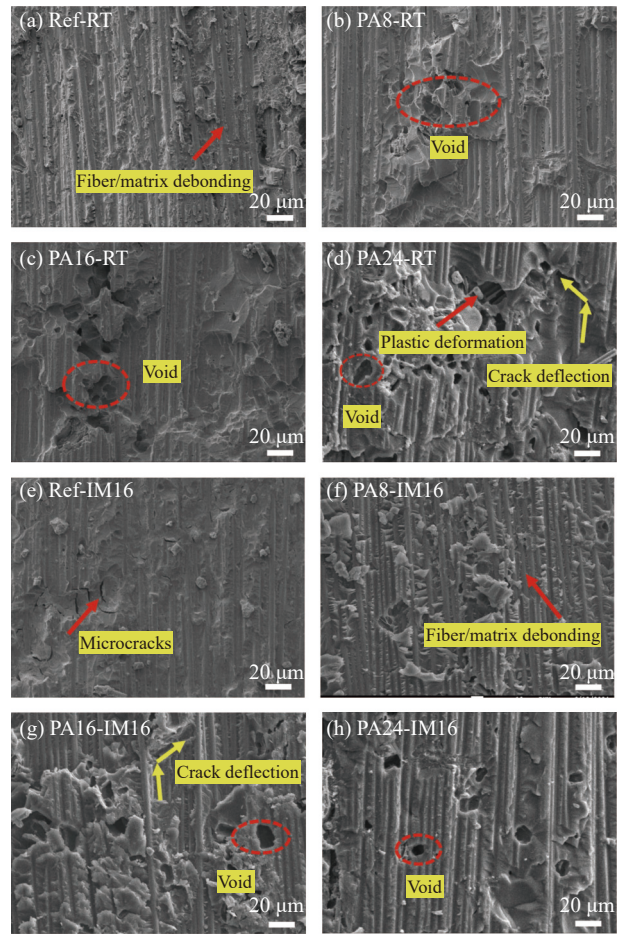 (a) Ref-RT
Fiber/matrix debonding
20 μm
(b) PA8-RT
Void
20 μm
(c) PA16-RT
Void
20 μm
(d) PA24-RT
Plastic deformation
Crack deflection
Void
20 μm
(e) Ref-IM16
Microcracks
20 μm
(f) PA8-IM16
Fiber/matrix debonding
20 μm
(g) PA16-IM16
Crack deflection
Void
20 μm
(h) PA24-IM16
Void
20 μm